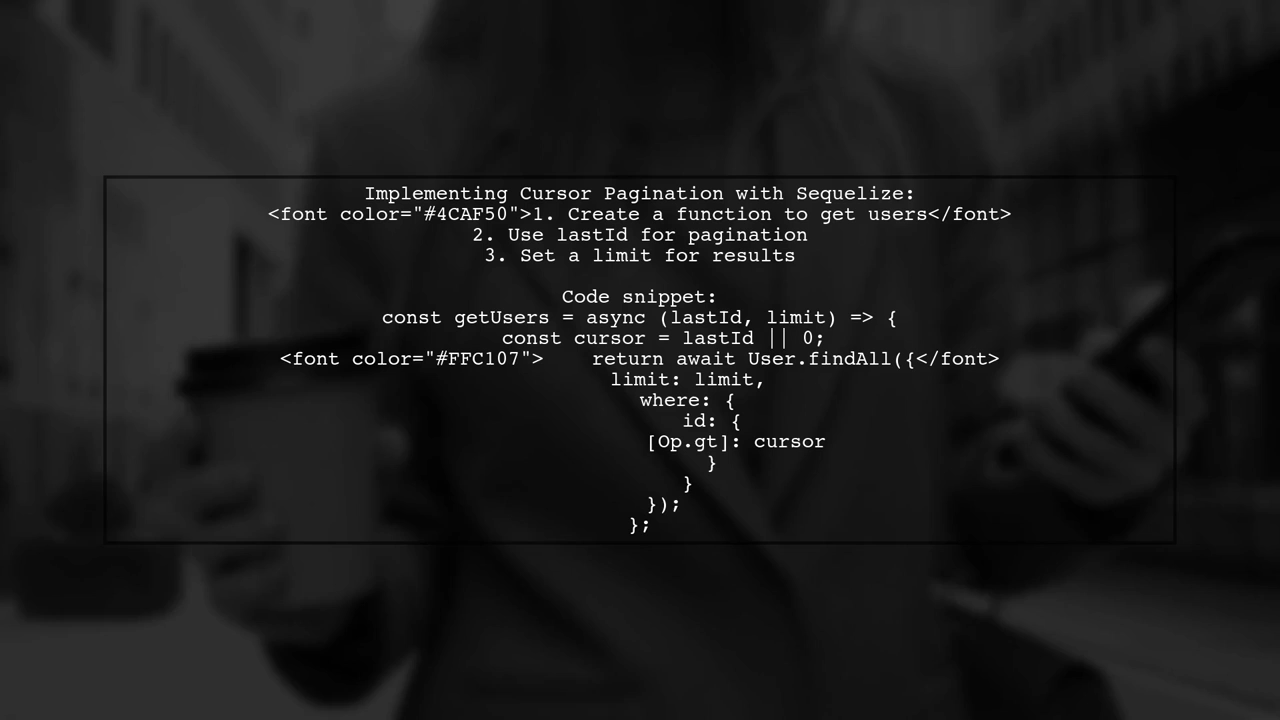 Implementing Cursor Pagination with Sequelize:
<font color="#4CAF50">1. Create a function to get users</font>
2. Use lastId for pagination
3. Set a limit for results
Code snippet:
const getUsers = async (lastId, limit) => {
const cursor = lastId || 0;
<font color="#FFC107">    return await User.findAll({</font>
limit: limit,
where: {
id: {
[Op.gt]: cursor
}
}
});
};